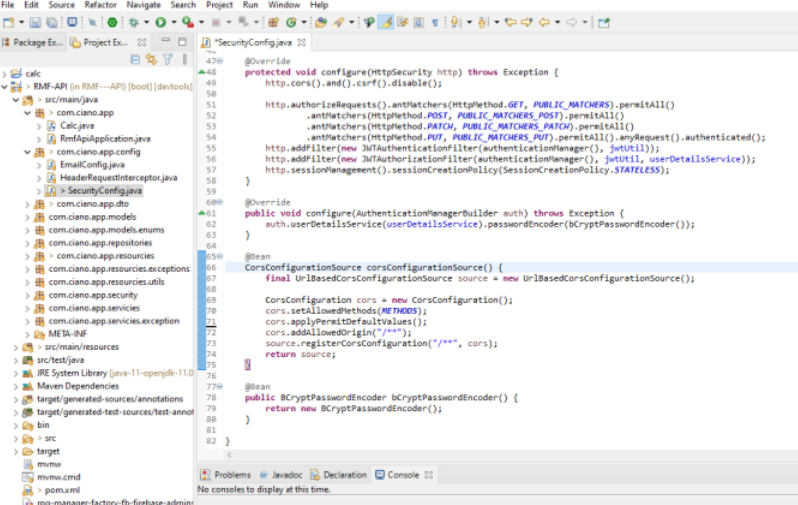 File Edit Source Refactor Navigate Search Project Run Window Help
Package Ex... Project Ex...
calc
> RMF-API (in RMF---API) [boot] [devtools]
> src/main/java
> com.ciano.app
Calc.java
RmfApiApplication.java
> com.ciano.app.config
EmailConfig.java
HeaderRequestInterceptor.java
> SecurityConfig.java
> com.ciano.app.dto
com.ciano.app.models
com.ciano.app.models.enums
com.ciano.app.repositories
> com.ciano.app.resources
com.ciano.app.resources.exceptions
com.ciano.app.resources.utils
com.ciano.app.security
com.ciano.app.servicies
com.ciano.app.servicies.exception
META-INF
> src/main/resources
src/test/java
JRE System Library [java-11-openjdk-11.0
Maven Dependencies
target/generated-sources/annotations
target/generated-test-sources/test-annot
bin
> src
target
mvnw
mvnw.cmd
> pom.xml
*SecurityConfig.java
47 @Override
48 protected void configure(HttpSecurity http) throws Exception {
49 http.cors().and().csrf().disable();
50
51 http.authorizeRequests().antMatchers(HttpMethod.GET, PUBLIC_MATCHERS).permitAll()
52 .antMatchers(HttpMethod.POST, PUBLIC_MATCHERS_POST).permitAll()
53 .antMatchers(HttpMethod.PATCH, PUBLIC_MATCHERS_PATCH).permitAll()
54 .antMatchers(HttpMethod.PUT, PUBLIC_MATCHERS_PUT).permitAll().anyRequest().authenticated();
55 http.addFilter(new JWTAuthenticationFilter(authenticationManager(), jwtUtil));
56 http.addFilter(new JWTAuthorizationFilter(authenticationManager(), jwtUtil, userDetailsService));
57 http.sessionManagement().sessionCreationPolicy(SessionCreationPolicy.STATELESS);
58 }
59
60 @Override
61 public void configure(AuthenticationManagerBuilder auth) throws Exception {
62 auth.userDetailsService(userDetailsService).passwordEncoder(bCryptPasswordEncoder());
63 }
64
65 @Bean
66 CorsConfigurationSource corsConfigurationSource() {
67 final UrlBasedCorsConfigurationSource source = new UrlBasedCorsConfigurationSource();
68
69 CorsConfiguration cors = new CorsConfiguration();
70 cors.setAllowedMethods(METHODS);
71 cors.applyPermitDefaultValues();
72 cors.addAllowedOrigin("/**");
73 source.registerCorsConfiguration("/**", cors);
74 return source;
75 }
76
77 @Bean
78 public BCryptPasswordEncoder bCryptPasswordEncoder() {
79 return new BCryptPasswordEncoder();
80 }
81
82 }
Problems Javadoc Declaration Console
No consoles to display at this time.